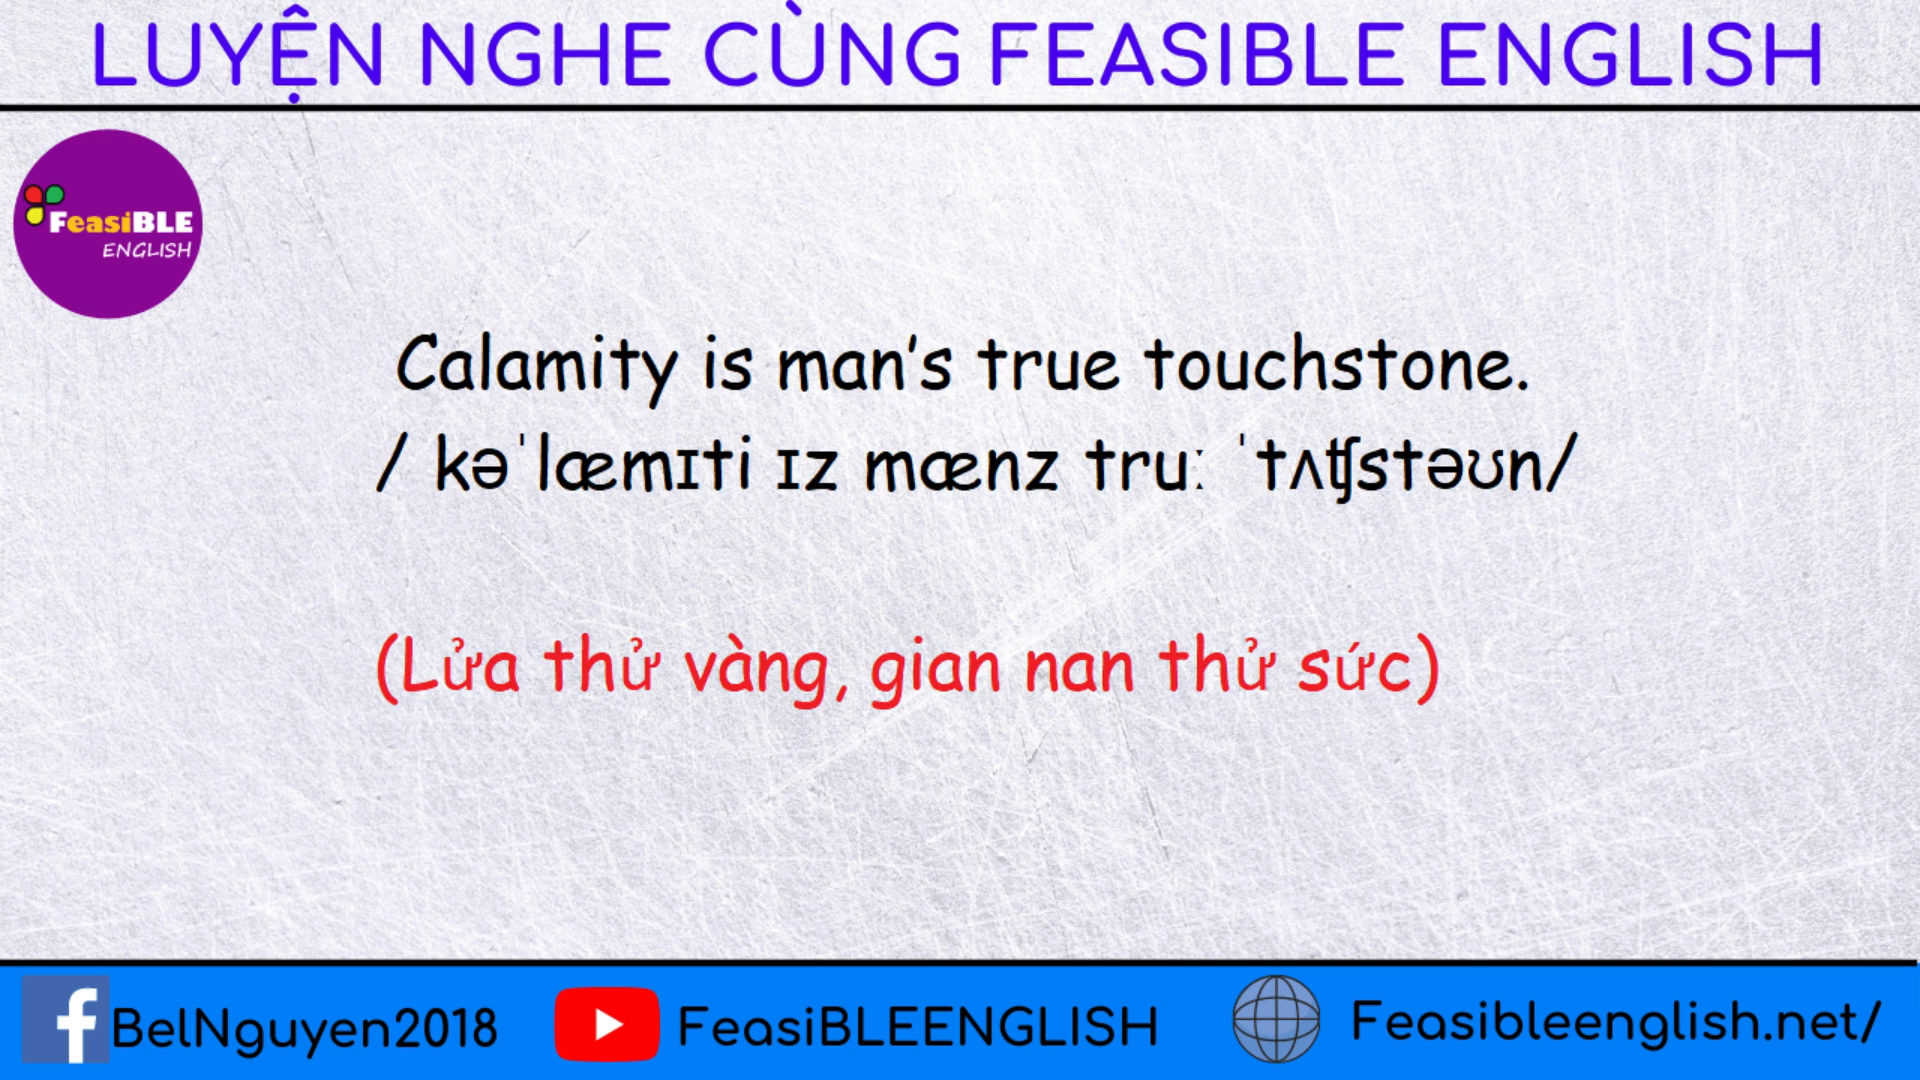 LUYỆN NGHE CÙNG FEASIBLE ENGLISH
FeasiBLE
ENGLISH
Calamity is man's true touchstone.
/ kəˈlæmɪti ɪz mænz truː ˈtʌʧstəʊn/
(Lửa thử vàng, gian nan thử sức)
BelNguyen2018
FeasiBLEENGLISH
Feasibleenglish.net/